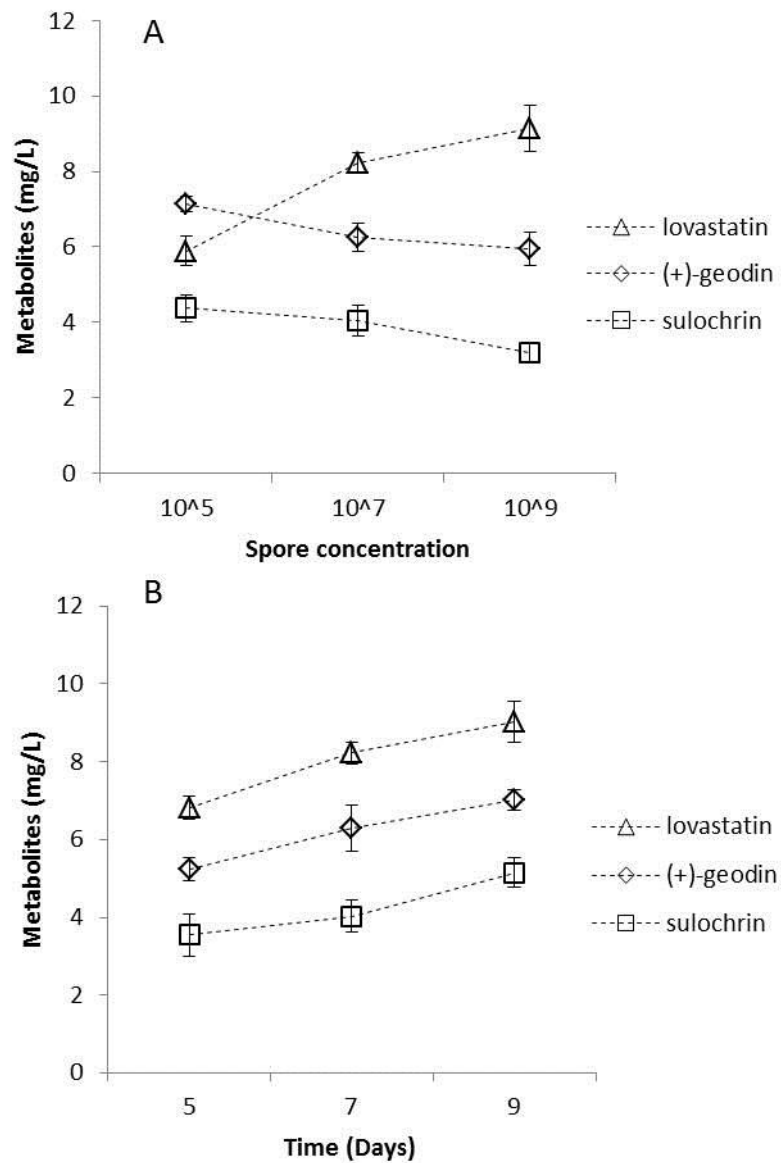 A
12
10
8
6
4
2
0
Metabolites (mg/L)
10^5 10^7 10^9
Spore concentration
lovastatin
(+)-geodin
sulochrin
B
12
10
8
6
4
2
0
Metabolites (mg/L)
5 7 9
Time (Days)
lovastatin
(+)-geodin
sulochrin